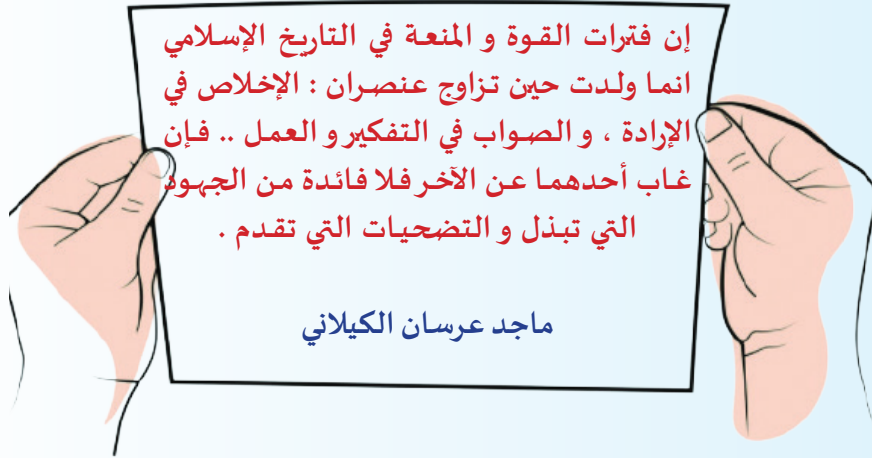 إن فترات القوة و المنعة في التاريخ الإسلامي
انما ولدت حين تزاوج عنصران : الإخلاص في
الإرادة ، و الصواب في التفكير و العمل .. فإن
غاب أحدهما عن الآخر فلا فائدة من الجهود
التي تبذل و التضحيات التي تقدم .
ماجد عرسان الكيلاني